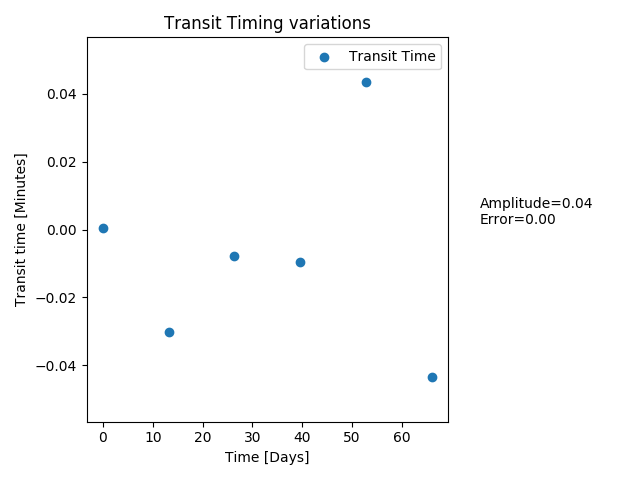 Transit Timing variations
Transit Time
0.04
0.02
0.00
−0.02
−0.04
Transit time [Minutes]
0
10
20
30
40
50
60
Time [Days]
Amplitude=0.04
Error=0.00